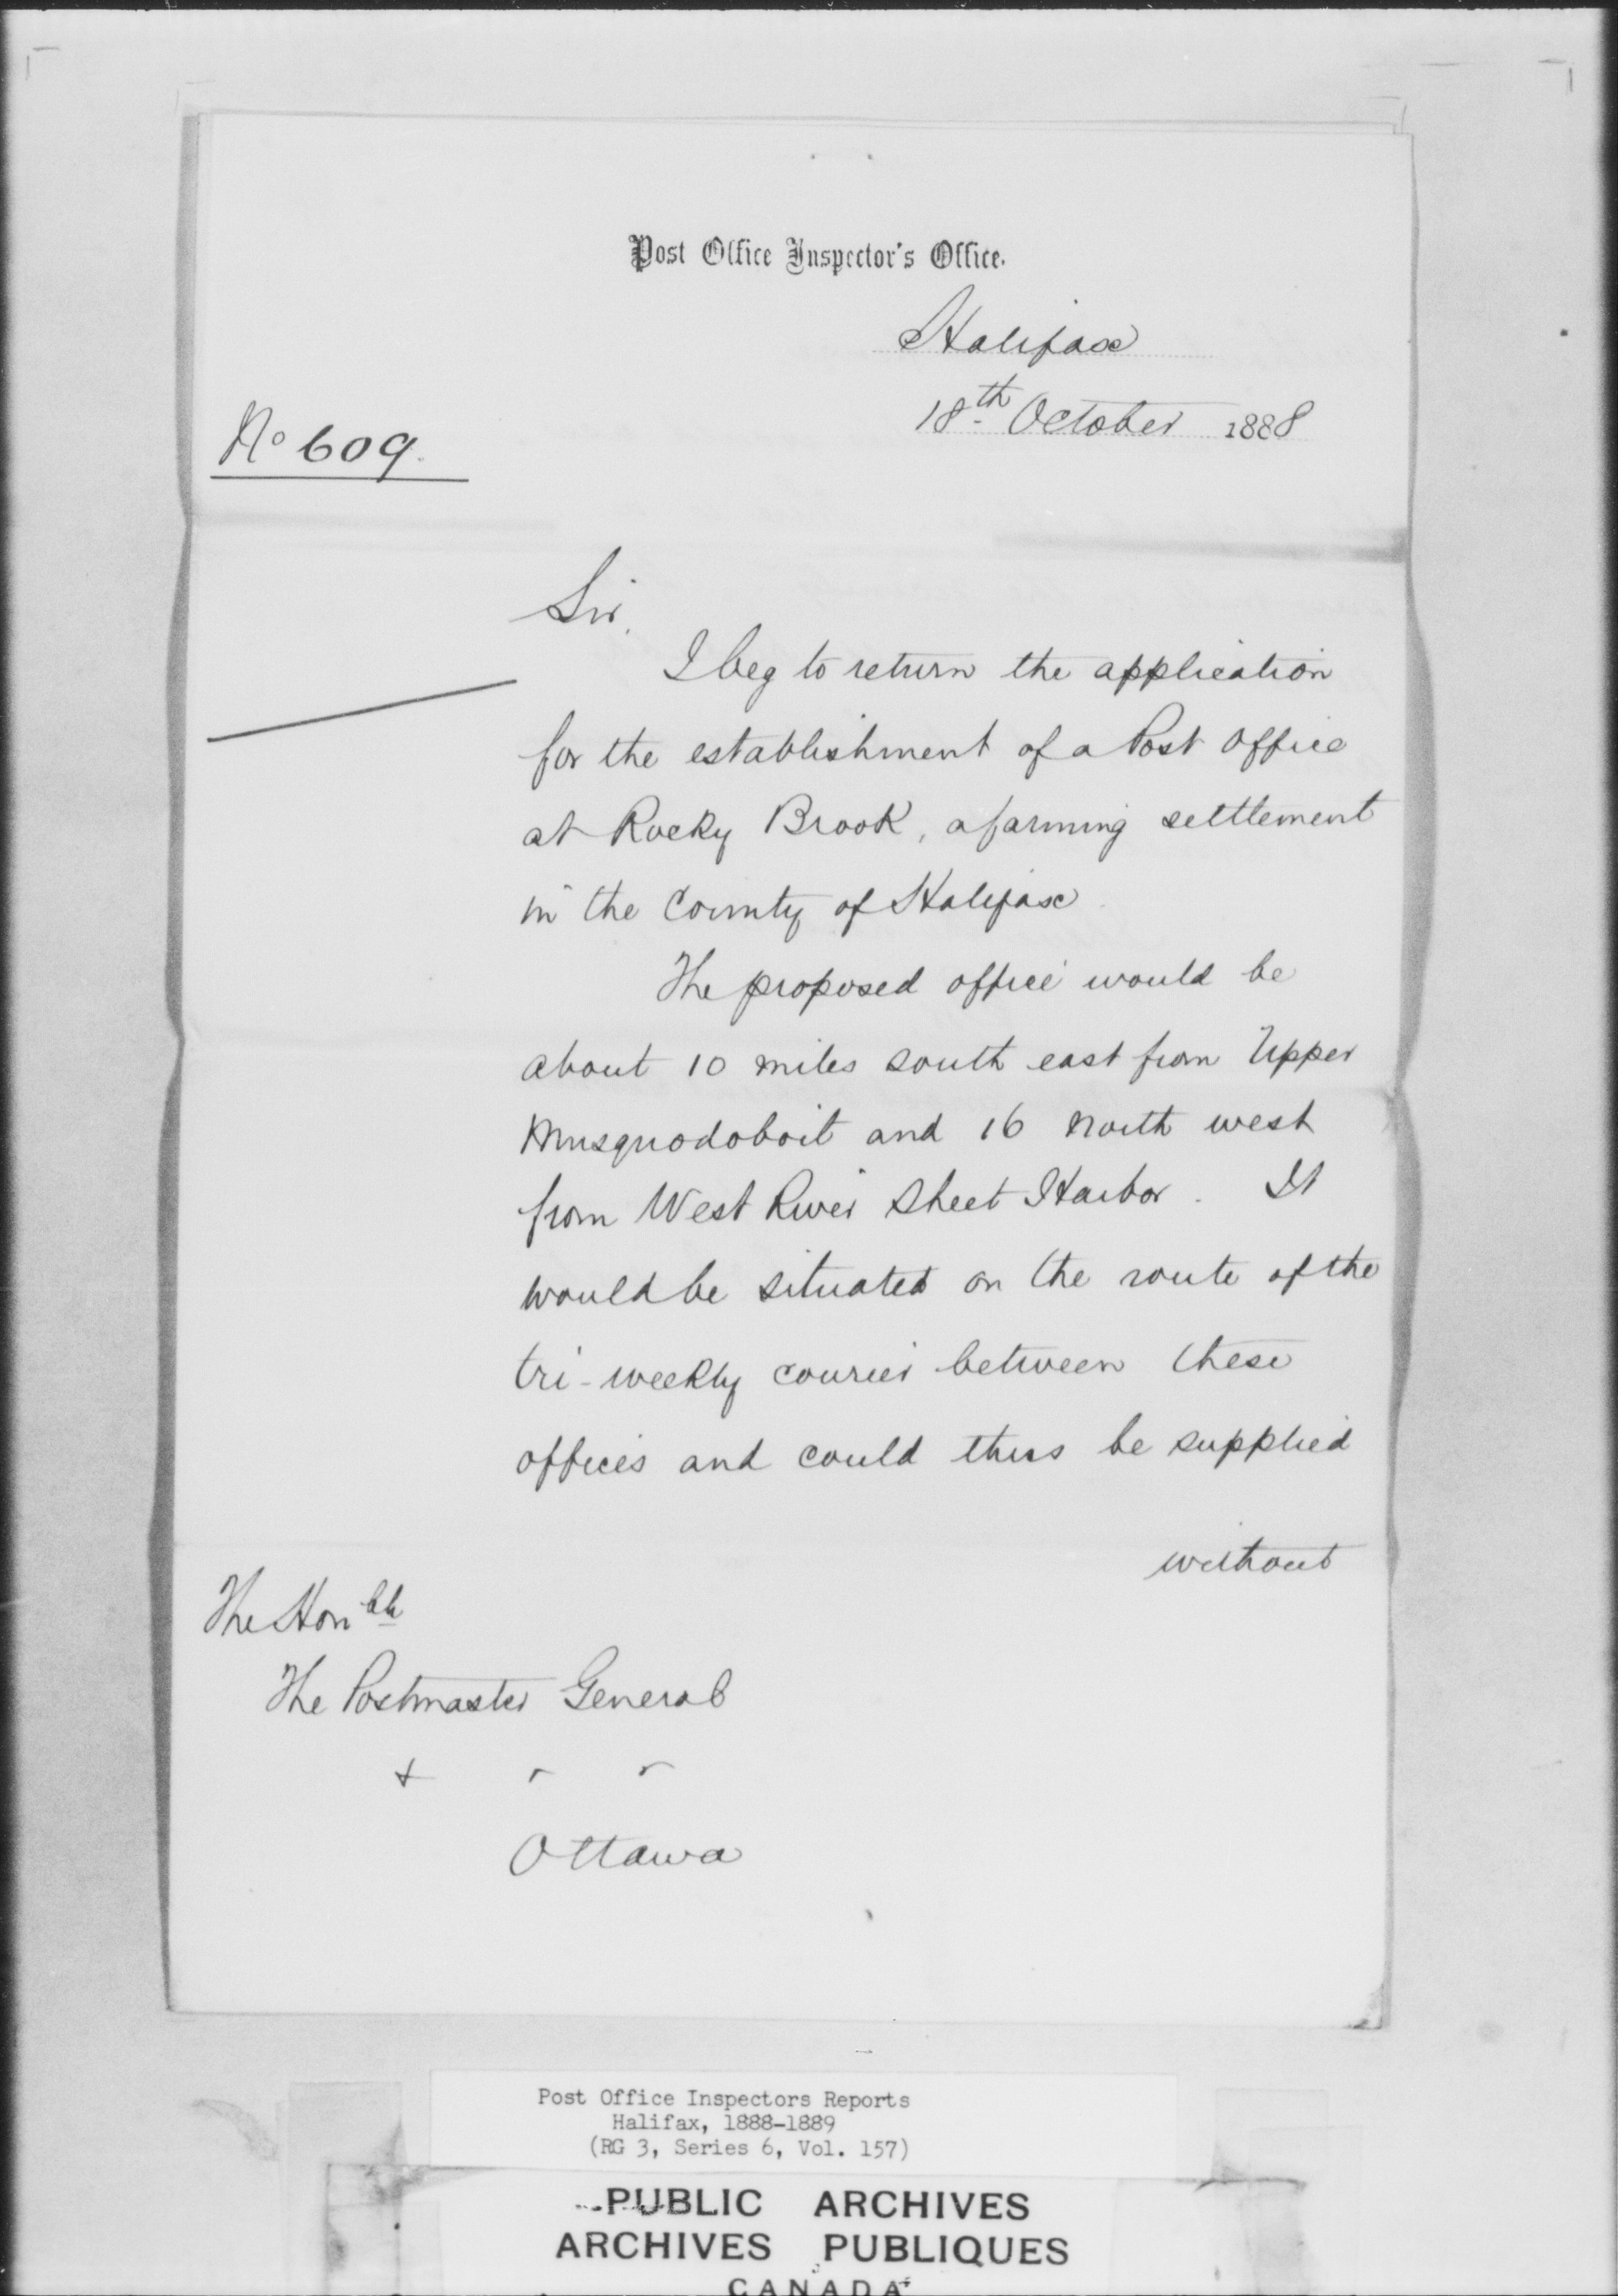 Post Office Inspector's Office.
Halifax
18th October 1888
No 609.
Sir,
I beg to return the application
for the establishment of a Post Office
at Rocky Brook, a farming settlement
in the County of Halifax.
The proposed office would be
about 10 miles south east from Upper
Musquodoboit and 16 north west
from West River Sheet Harbor. It
would be situated on the route of the
tri-weekly courier between these
offices and could thus be supplied
without
The Honble
The Postmaster General
Ottawa
Post Office Inspectors Reports
Halifax, 1888-1889
(RG 3, Series 6, Vol. 157)
PUBLIC ARCHIVES
ARCHIVES PUBLIQUES
CANADA